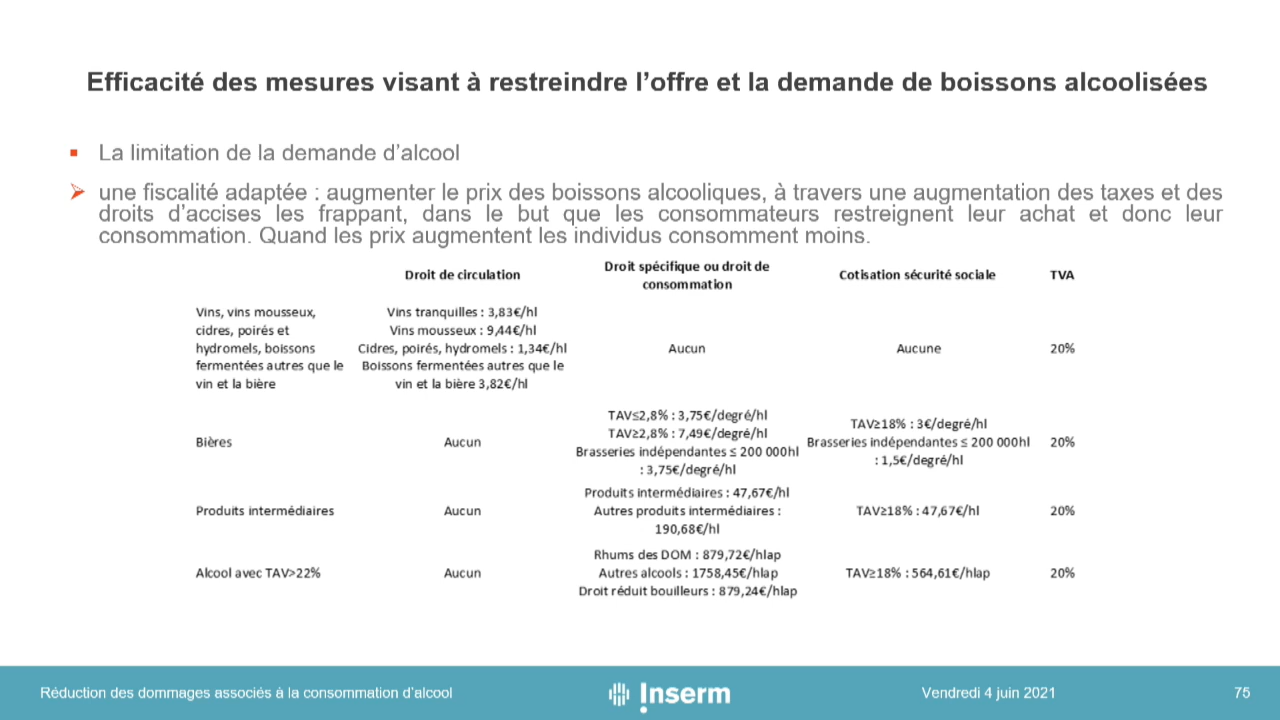 Efficacité des mesures visant à restreindre l’offre et la demande de boissons alcoolisées
La limitation de la demande d’alcool
une fiscalité adaptée : augmenter le prix des boissons alcooliques, à travers une augmentation des taxes et des
droits d’accises les frappant, dans le but que les consommateurs restreignent leur achat et donc leur
consommation. Quand les prix augmentent les individus consomment moins.
Droit de circulation
Droit spécifique ou droit de
consommation
Cotisation sécurité sociale
TVA
Vins, vins mousseux,
cidres, poirés et
hydromels, boissons
fermentées autres que le
vin et la bière
Vins tranquilles : 3,83€/hl
Vins mousseux : 9,44€/hl
Cidres, poirés, hydromels : 1,34€/hl
Boissons fermentées autres que le
vin et la bière 3,82€/hl
Aucun
Aucune
20%
Bières
Aucun
TAV≤2,8% : 3,75€/degré/hl
TAV≥2,8% : 7,49€/degré/hl
Brasseries indépendantes ≤ 200 000hl
: 3,75€/degré/hl
TAV≥18% : 3€/degré/hl
Brasseries indépendantes ≤ 200 000hl
: 1,5€/degré/hl
20%
Produits intermédiaires
Aucun
Produits intermédiaires : 47,67€/hl
Autres produits intermédiaires :
190,68€/hl
TAV≥18% : 47,67€/hl
20%
Alcool avec TAV>22%
Aucun
Rhums des DOM : 879,72€/hlap
Autres alcools : 1758,45€/hlap
Droit réduit bouilleurs : 879,24€/hlap
TAV≥18% : 564,61€/hlap
20%
Réduction des dommages associés à la consommation d’alcool
Inserm
Vendredi 4 juin 2021
75